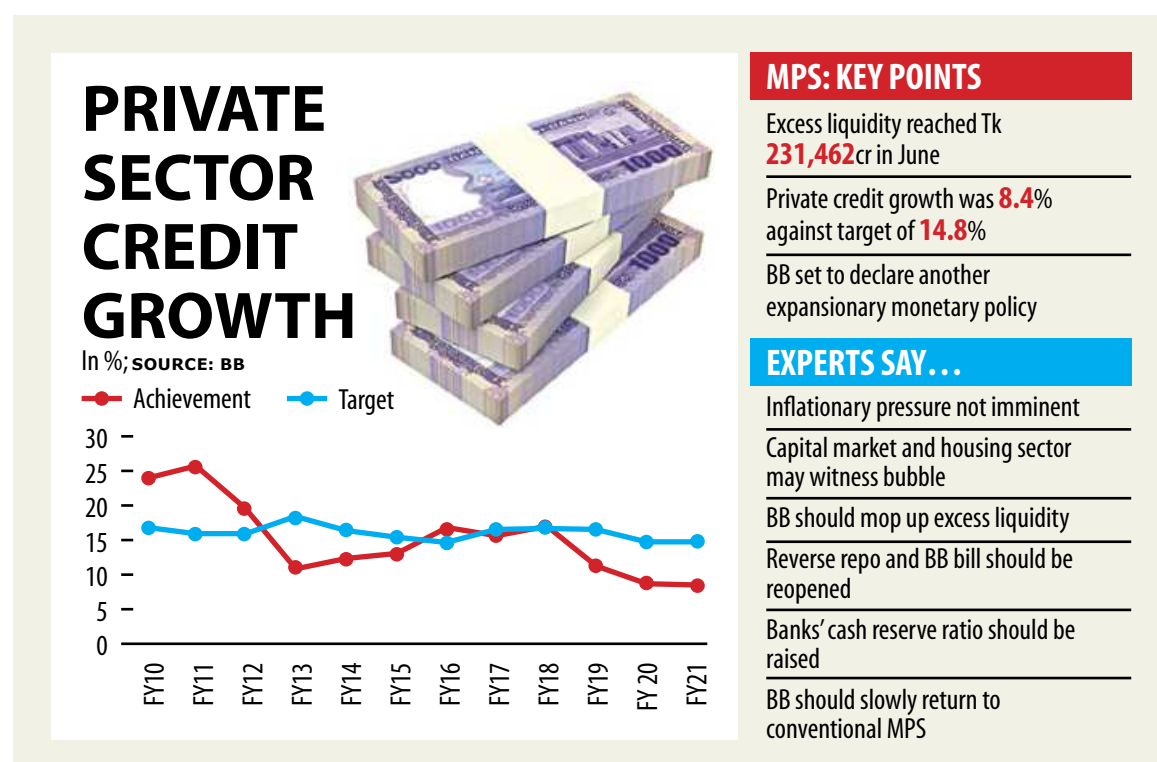 PRIVATE
SECTOR
CREDIT
GROWTH
In %; SOURCE: BB
Achievement
Target
30
25
20
15
10
5
0
FY10
FY11
FY12
FY13
FY14
FY15
FY16
FY17
FY18
FY19
FY 20
FY21
1000
1000
1000
MPS: KEY POINTS
Excess liquidity reached Tk
231,462cr in June
Private credit growth was 8.4%
against target of 14.8%
BB set to declare another
expansionary monetary policy
EXPERTS SAY...
Inflationary pressure not imminent
Capital market and housing sector
may witness bubble
BB should mop up excess liquidity
Reverse repo and BB bill should be
reopened
Banks' cash reserve ratio should be
raised
BB should slowly return to
conventional MPS